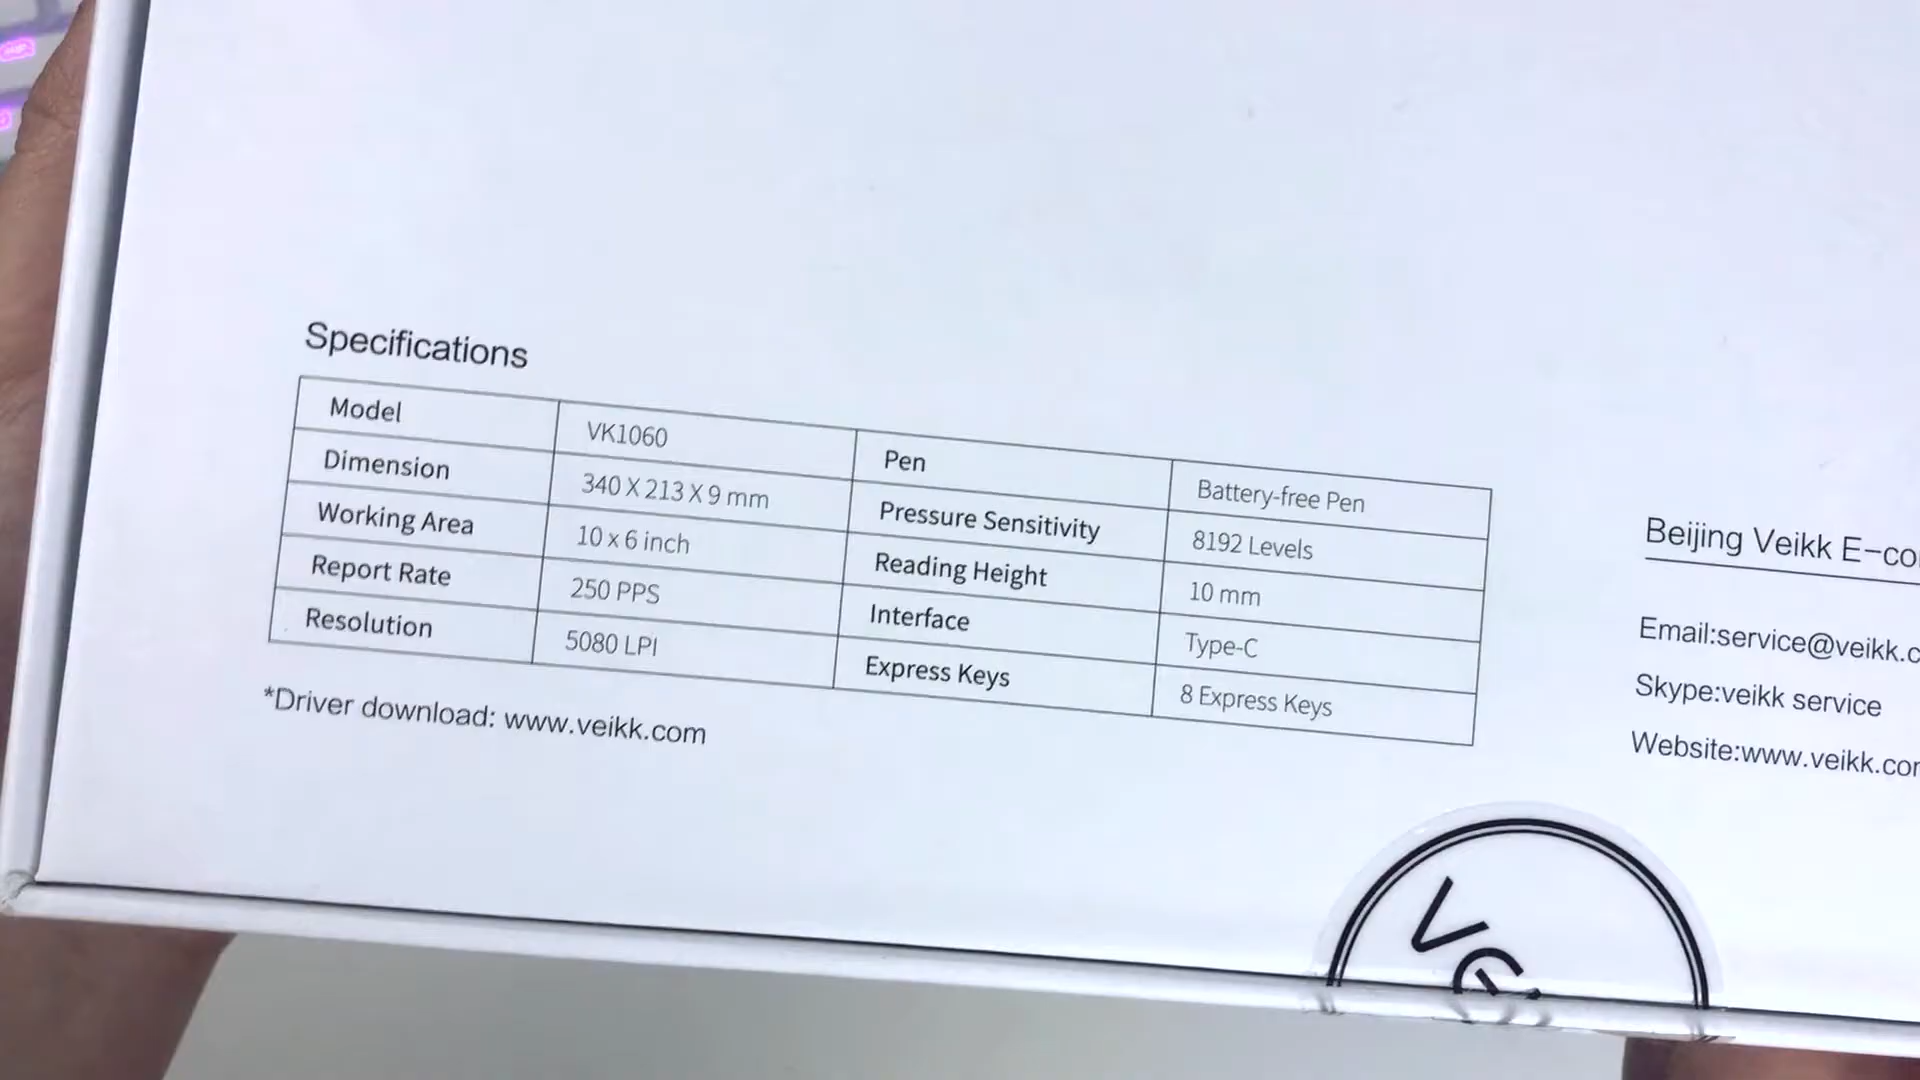 Specifications
Model VK1060 Pen Battery-free Pen
Dimension 340 X 213 X 9 mm Pressure Sensitivity 8192 Levels
Working Area 10 x 6 inch Reading Height 10 mm
Report Rate 250 PPS Interface Type-C
Resolution 5080 LPI Express Keys 8 Express Keys
*Driver download: www.veikk.com
Beijing Veikk E-co
Email:service@veikk.c
Skype:veikk service
Website:www.veikk.co